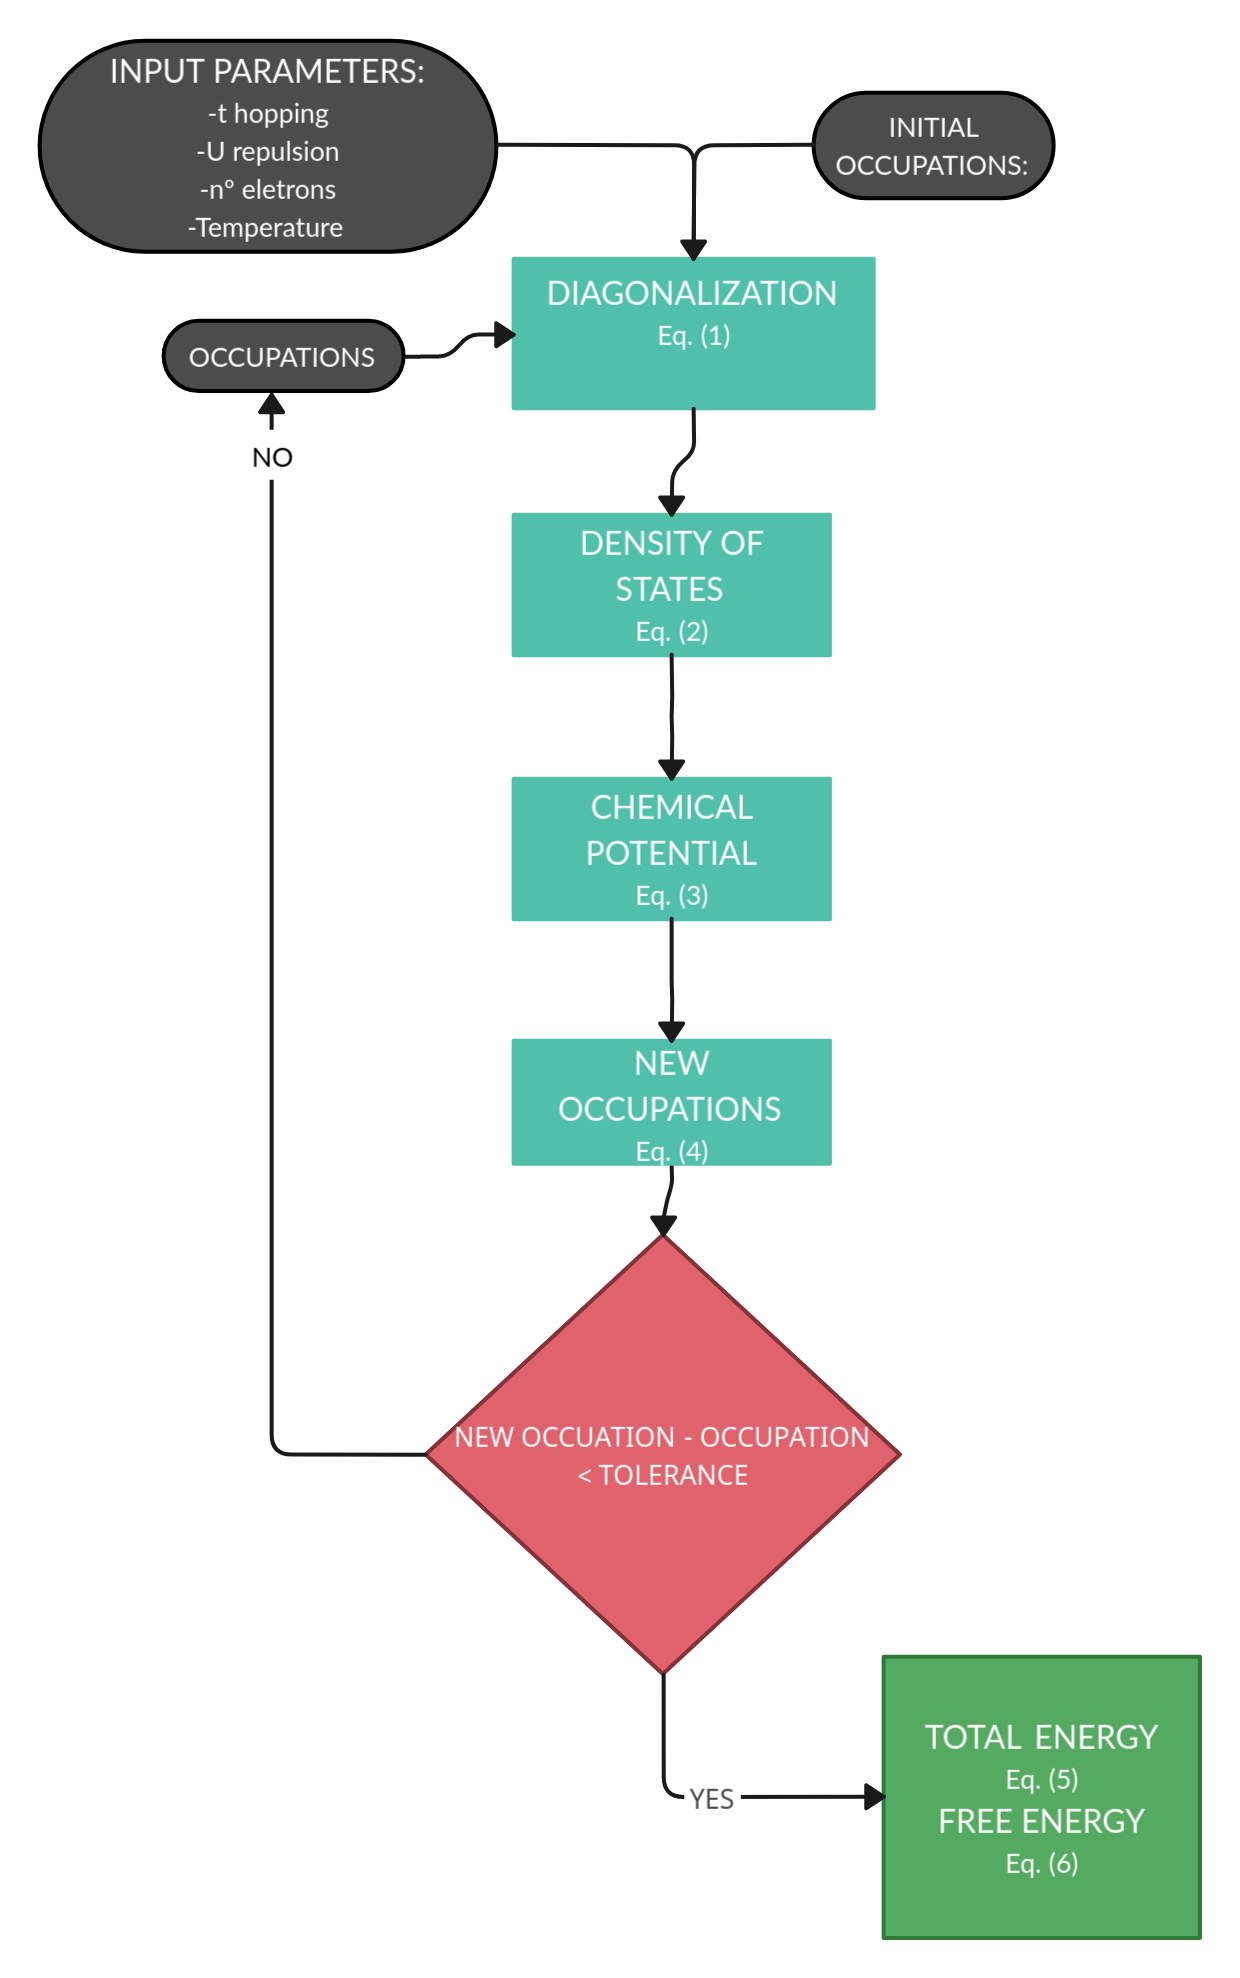 INPUT PARAMETERS:
-t hopping
-U repulsion
-nº eletrons
-Temperature
INITIAL
OCCUPATIONS:
DIAGONALIZATION
Eq. (1)
OCCUPATIONS
NO
DENSITY OF
STATES
Eq. (2)
CHEMICAL
POTENTIAL
Eq. (3)
NEW
OCCUPATIONS
Eq. (4)
NEW OCCUATION - OCCUPATION
< TOLERANCE
YES
TOTAL ENERGY
Eq. (5)
FREE ENERGY
Eq. (6)